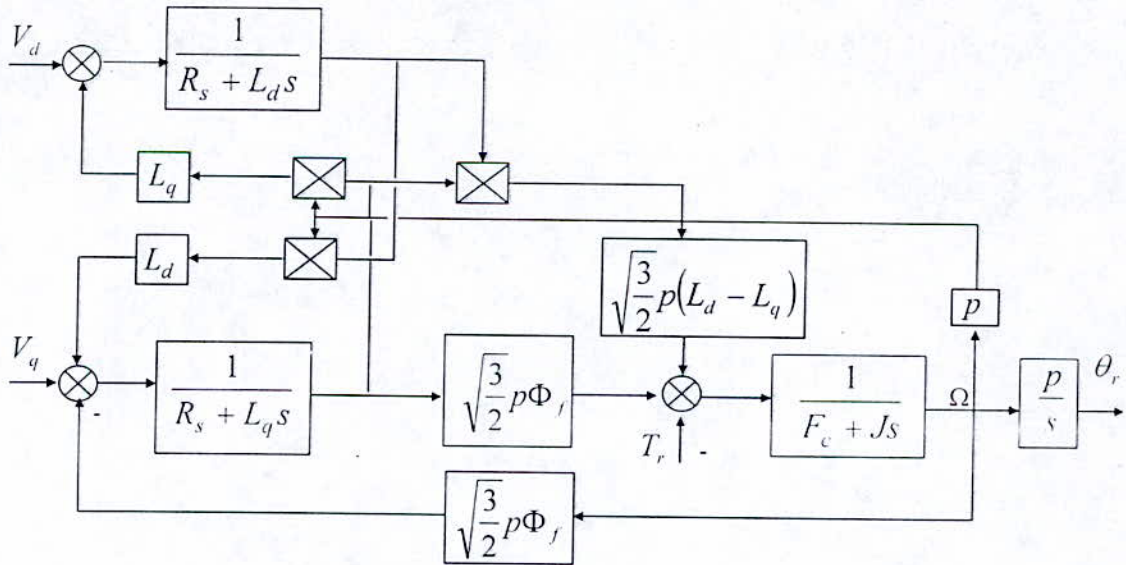 V_d
1
R_s + L_d s
L_q
L_d
√(3/2) p(L_d − L_q)
p
V_q
1
R_s + L_q s
√(3/2) pΦ_f
1
F_c + Js
Ω
p
s
θ_r
-
T_r
-
√(3/2) pΦ_f